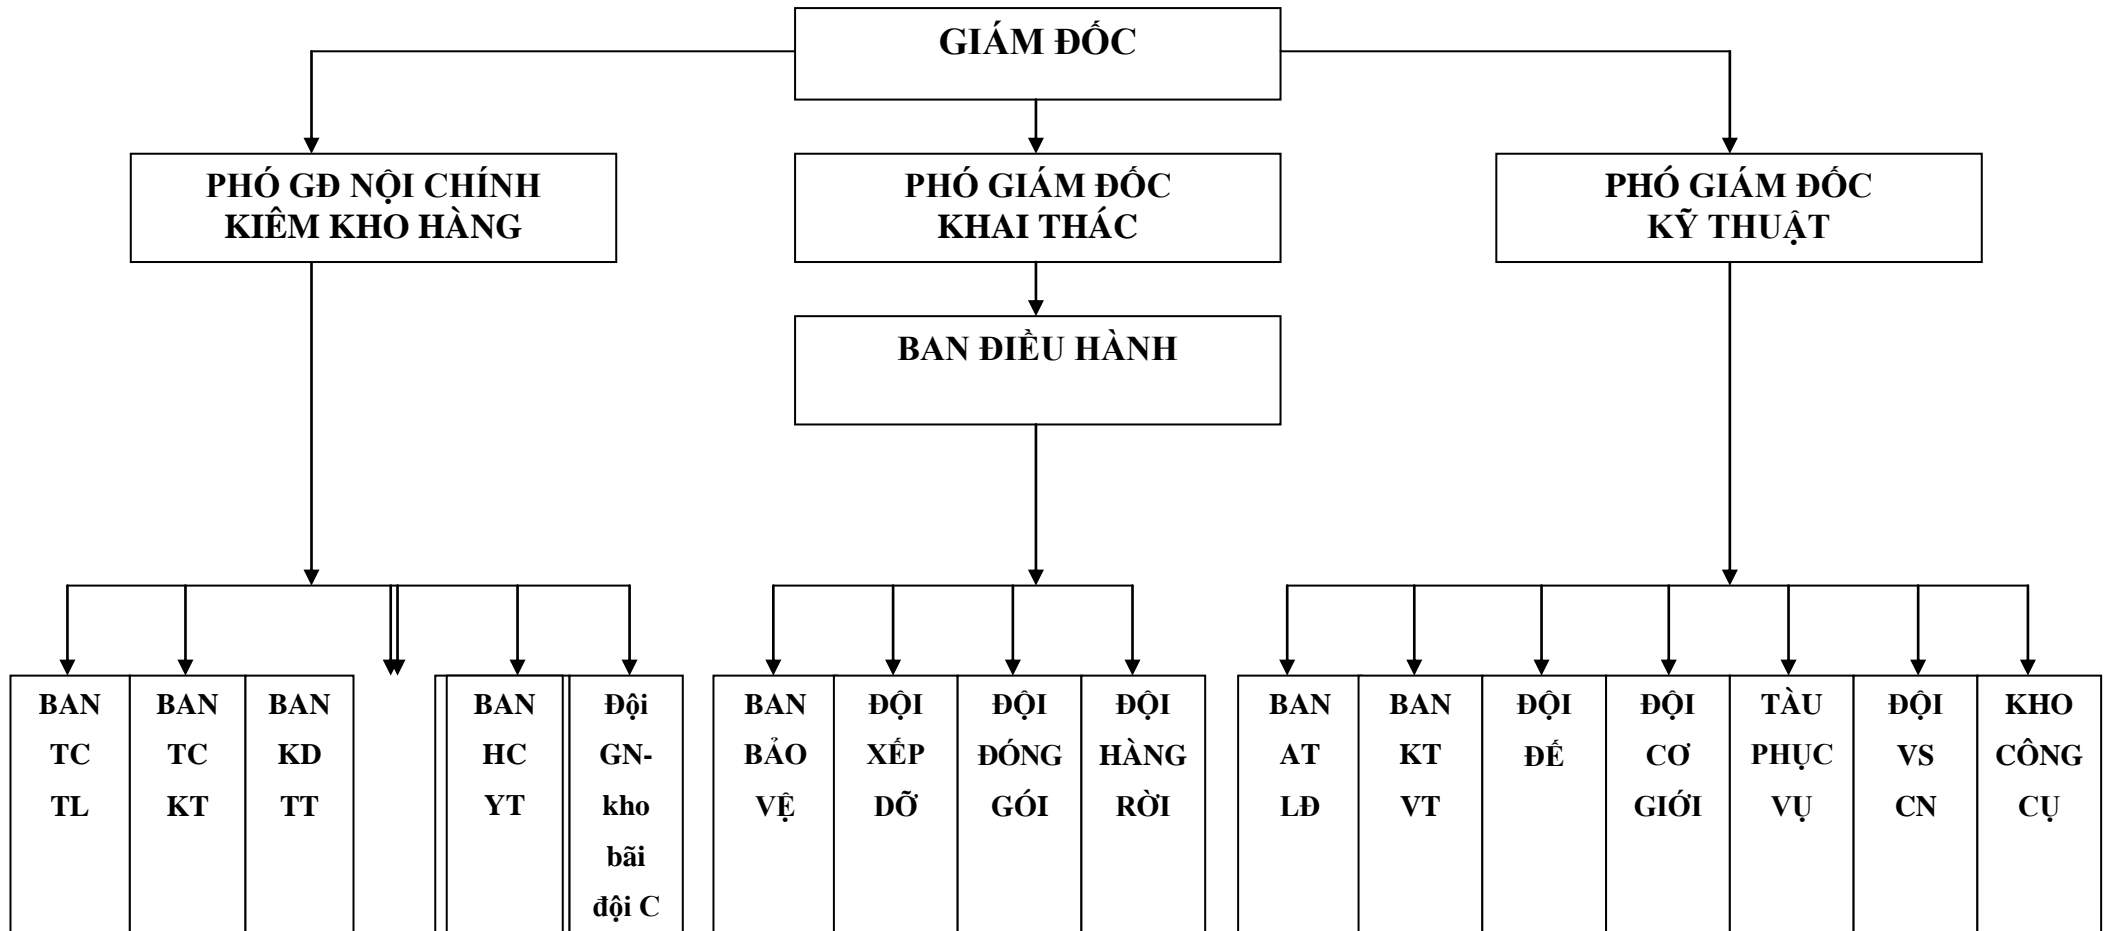 GIÁM ĐỐC
PHÓ GĐ NỘI CHÍNH
KIÊM KHO HÀNG
PHÓ GIÁM ĐỐC
KHAI THÁC
PHÓ GIÁM ĐỐC
KỸ THUẬT
BAN ĐIỀU HÀNH
BAN
TC
TL
BAN
TC
KT
BAN
KD
TT
BAN
HC
YT
Đội
GN-
kho
bãi
đội C
BAN
BẢO
VỆ
ĐỘI
XẾP
DỠ
ĐỘI
ĐÓNG
GÓI
ĐỘI
HÀNG
RỜI
BAN
AT
LĐ
BAN
KT
VT
ĐỘI
ĐẾ
ĐỘI
CƠ
GIỚI
TÀU
PHỤC
VỤ
ĐỘI
VS
CN
KHO
CÔNG
CỤ